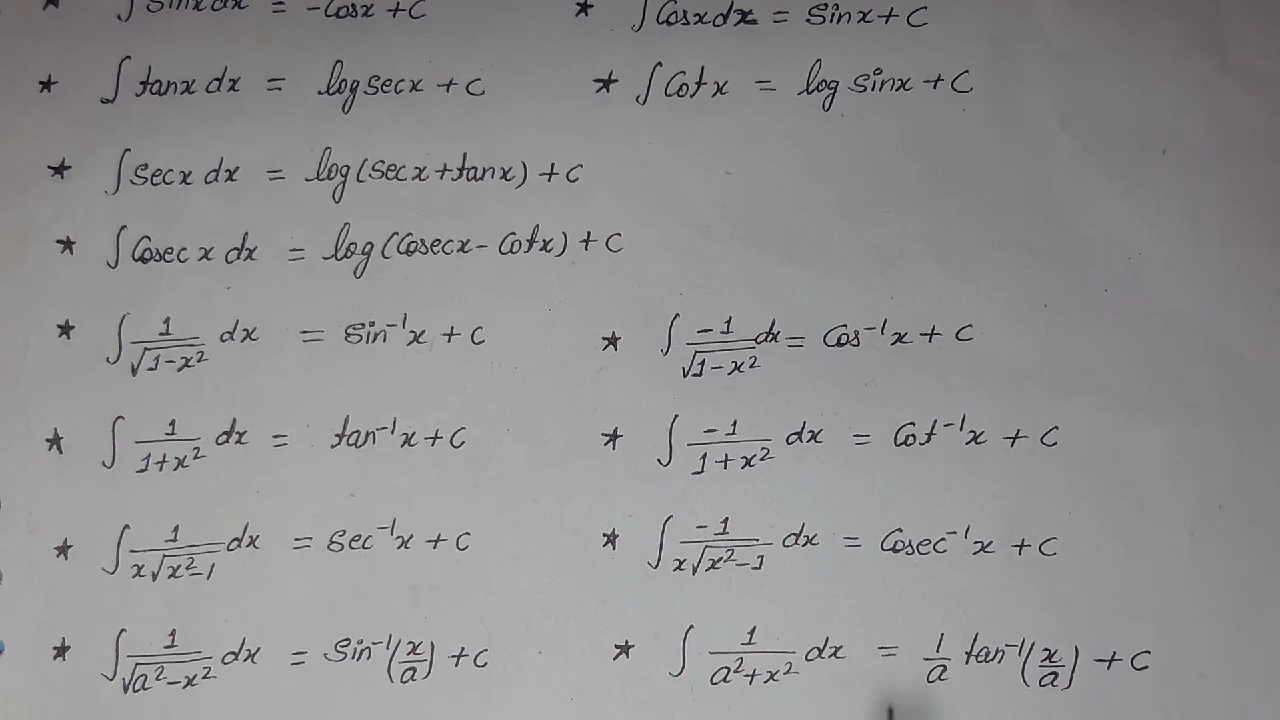 * ∫ sinx dx = -Cosx + C * ∫ Cosx dx = Sinx + C
* ∫ tanx dx = log secx + C * ∫ Cotx = log sinx + C
* ∫ secx dx = log(secx+tanx) + C
* ∫ Cosec x dx = log(Cosecx - Cotx) + C
* ∫ 1/√(1-x²) dx = sin⁻¹x + C * ∫ -1/√(1-x²) dx = Cos⁻¹x + C
* ∫ 1/(1+x²) dx = tan⁻¹x + C * ∫ -1/(1+x²) dx = Cot⁻¹x + C
* ∫ 1/(x√(x²-1)) dx = sec⁻¹x + C * ∫ -1/(x√(x²-1)) dx = Cosec⁻¹x + C
* ∫ 1/√(a²-x²) dx = Sin⁻¹(x/a) + C * ∫ 1/(a²+x²) dx = 1/a tan⁻¹(x/a) + C